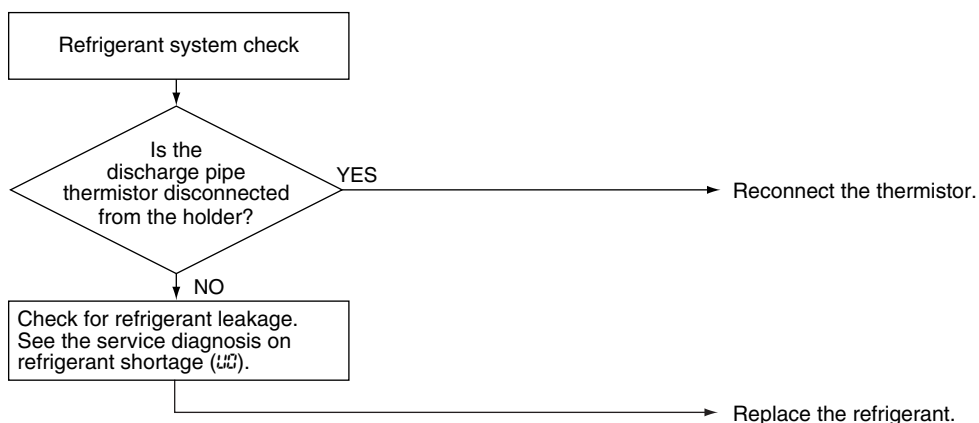 Refrigerant system check
Is the
discharge pipe
thermistor disconnected
from the holder?
YES
Reconnect the thermistor.
NO
Check for refrigerant leakage.
See the service diagnosis on
refrigerant shortage (U0).
Replace the refrigerant.